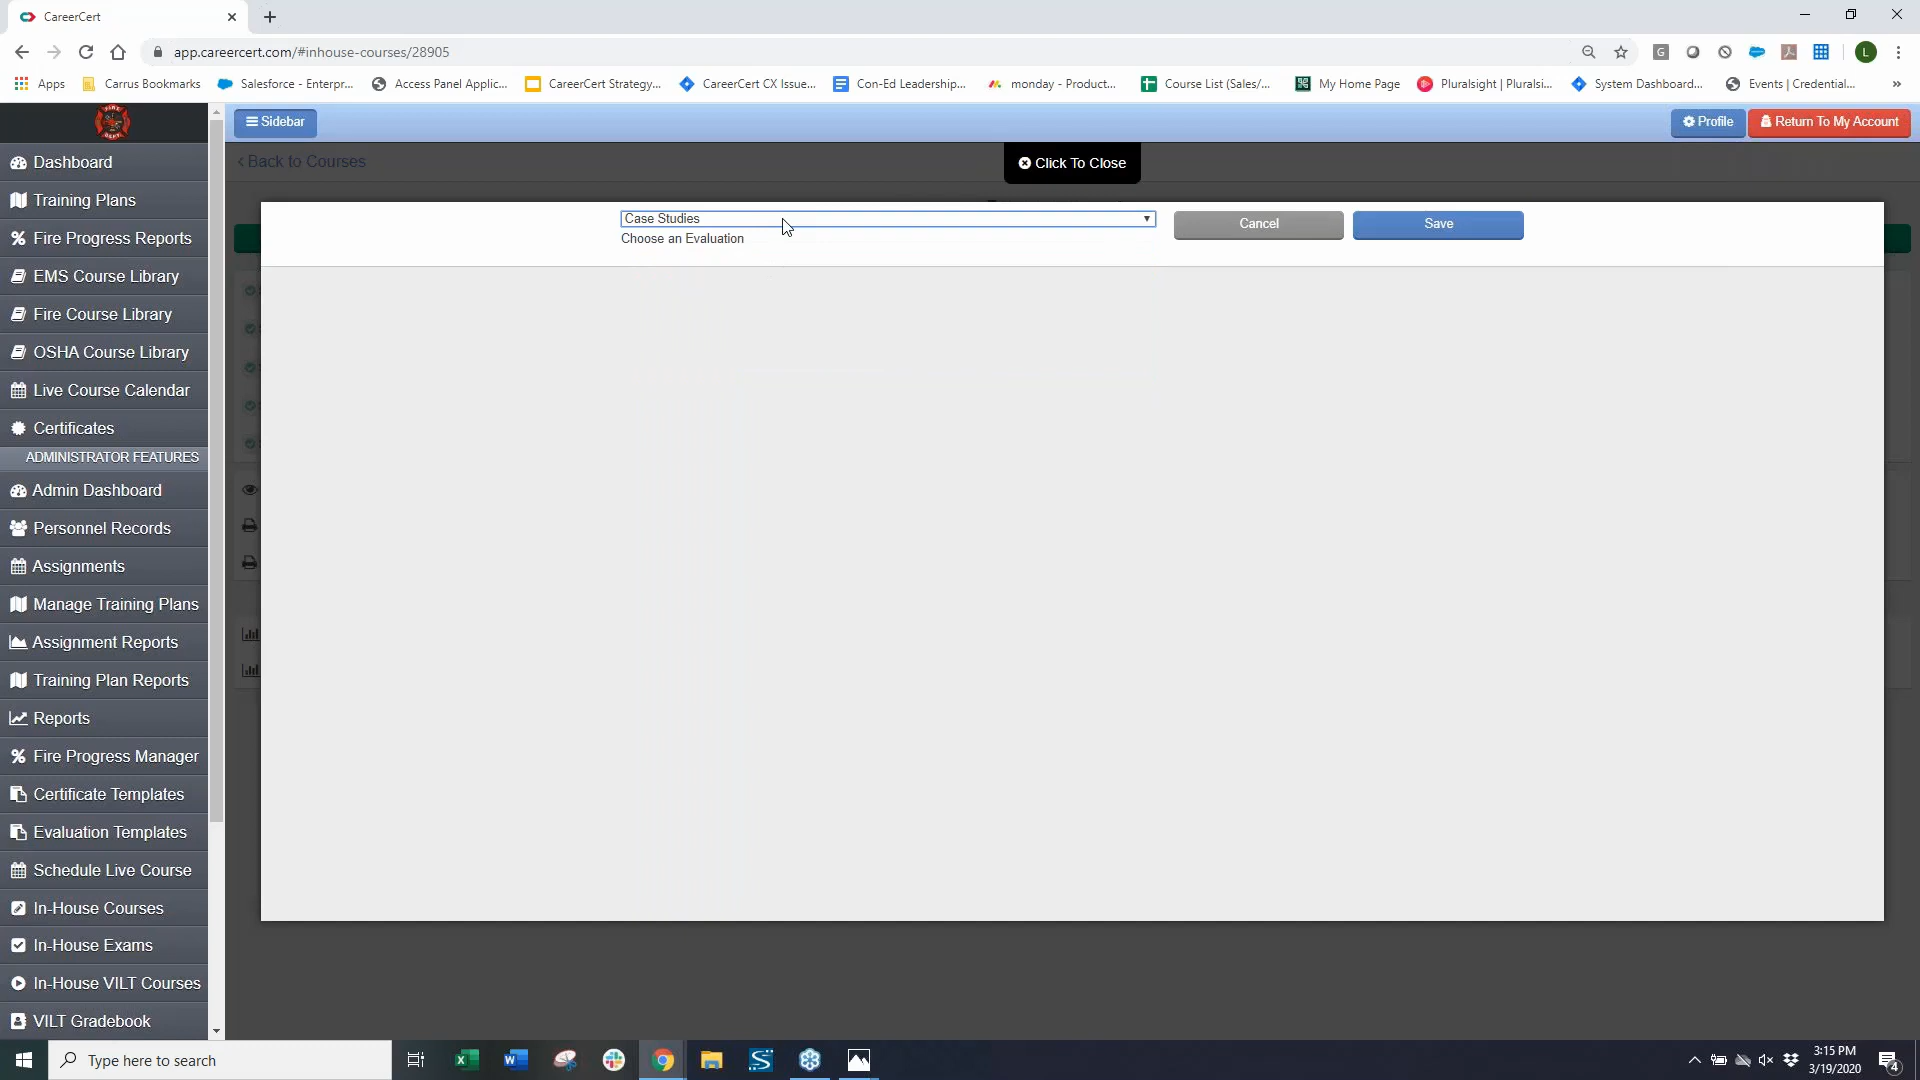 CareerCert
app.careercert.com/#inhouse-courses/28905
G
L
Apps
Carrus Bookmarks
Salesforce - Enterpr...
Access Panel Applic...
CareerCert Strategy...
CareerCert CX Issue...
Con-Ed Leadership...
monday - Product...
Course List (Sales/...
My Home Page
Pluralsight | Pluralsi...
System Dashboard...
Events | Credential...
»
Sidebar
Profile
Return To My Account
Back to Courses
Click To Close
Case Studies
Choose an Evaluation
Cancel
Save
Dashboard
Training Plans
Fire Progress Reports
EMS Course Library
Fire Course Library
OSHA Course Library
Live Course Calendar
Certificates
ADMINISTRATOR FEATURES
Admin Dashboard
Personnel Records
Assignments
Manage Training Plans
Assignment Reports
Training Plan Reports
Reports
Fire Progress Manager
Certificate Templates
Evaluation Templates
Schedule Live Course
In-House Courses
In-House Exams
In-House VILT Courses
VILT Gradebook
Type here to search
3:15 PM
3/19/2020
4